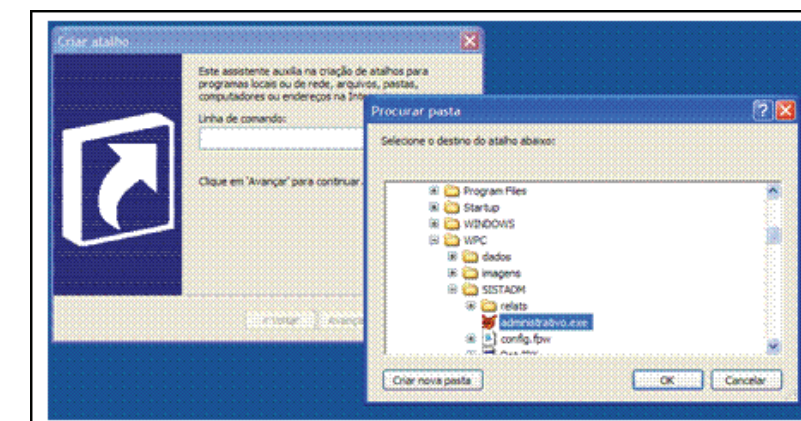 Criar atalho
Este assistente auxilia na criação de atalhos para
programas locais ou de rede, arquivos, pastas,
computadores ou endereços na
Linha de comando:
Clique em 'Avançar' para continuar.
Procurar pasta
Selecione o destino do atalho abaixo:
Program Files
Startup
WINDOWS
WPC
dados
imagens
SISTADM
relats
administrativo.exe
config.fpw
Criar nova pasta
OK
Cancelar